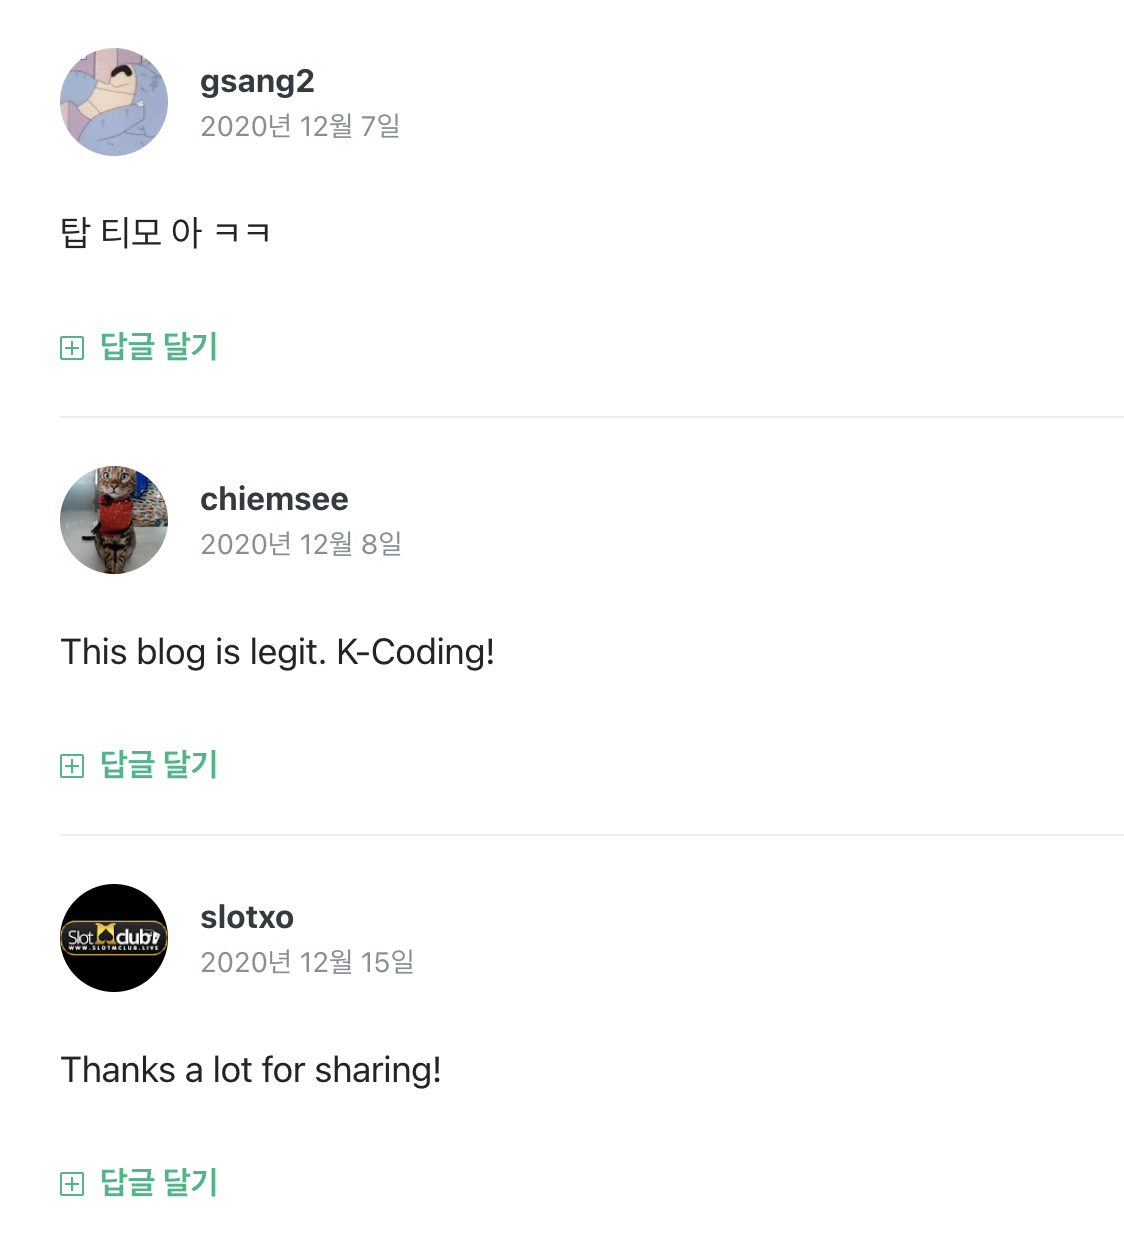 gsang2
2020년 12월 7일
탑 티모 아 ㅋㅋ
답글 달기
chiemsee
2020년 12월 8일
This blog is legit. K-Coding!
답글 달기
Slot club
WWW.SLOTMCLUB.LIVE
slotxo
2020년 12월 15일
Thanks a lot for sharing!
답글 달기